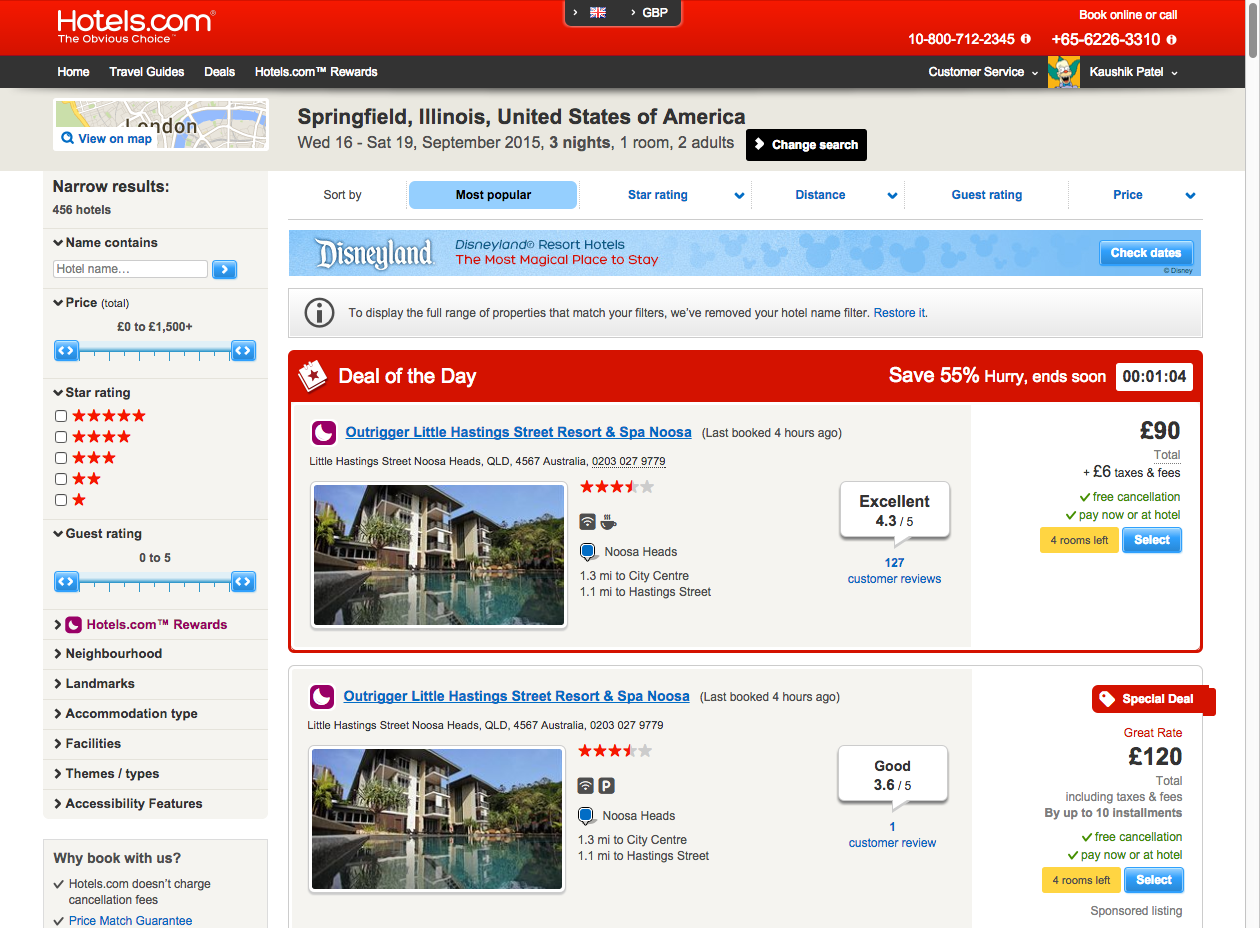 Hotels.com®
The Obvious Choice™
GBP
Book online or call
10-800-712-2345
+65-6226-3310
Home Travel Guides Deals Hotels.com™ Rewards
Customer Service Kaushik Patel
London
View on map
Springfield, Illinois, United States of America
Wed 16 - Sat 19, September 2015, 3 nights, 1 room, 2 adults
Change search
Narrow results:
456 hotels
Name contains
Hotel name…
Price (total)
£0 to £1,500+
Star rating
Guest rating
0 to 5
Hotels.com™ Rewards
Neighbourhood
Landmarks
Accommodation type
Facilities
Themes / types
Accessibility Features
Why book with us?
Hotels.com doesn’t charge
cancellation fees
Price Match Guarantee
Sort by Most popular Star rating Distance Guest rating Price
Disneyland
Disneyland® Resort Hotels
The Most Magical Place to Stay
Check dates
© Disney
To display the full range of properties that match your filters, we’ve removed your hotel name filter. Restore it.
Deal of the Day
Save 55% Hurry, ends soon 00:01:04
Outrigger Little Hastings Street Resort & Spa Noosa (Last booked 4 hours ago)
Little Hastings Street Noosa Heads, QLD, 4567 Australia, 0203 027 9779
Noosa Heads
1.3 mi to City Centre
1.1 mi to Hastings Street
Excellent
4.3 / 5
127
customer reviews
£90
Total
+ £6 taxes & fees
free cancellation
pay now or at hotel
4 rooms left Select
Outrigger Little Hastings Street Resort & Spa Noosa (Last booked 4 hours ago)
Little Hastings Street Noosa Heads, QLD, 4567 Australia, 0203 027 9779
P
Noosa Heads
1.3 mi to City Centre
1.1 mi to Hastings Street
Good
3.6 / 5
1
customer review
Special Deal
Great Rate
£120
Total
including taxes & fees
By up to 10 installments
free cancellation
pay now or at hotel
4 rooms left Select
Sponsored listing